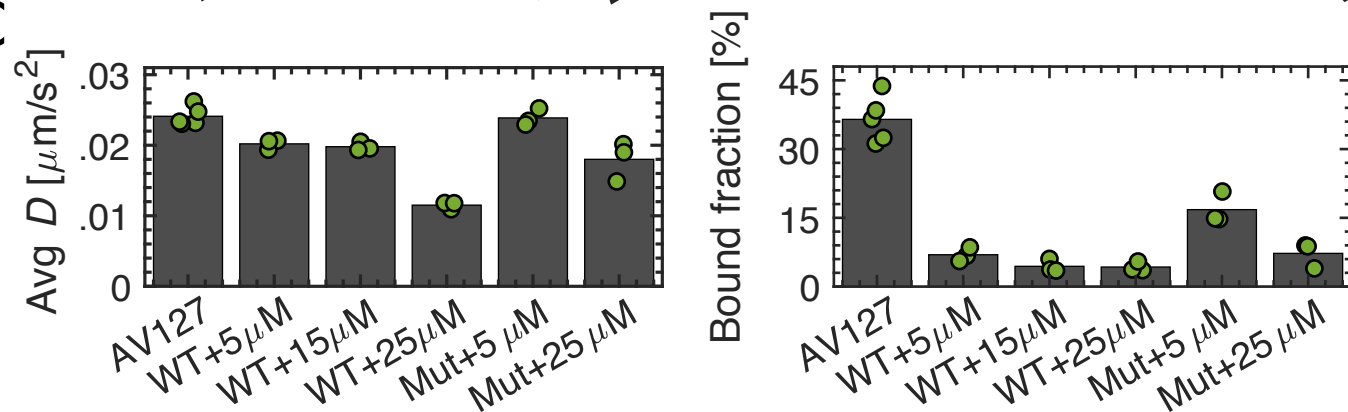 Avg D [μm/s²]
.03
.02
.01
0
AV127
WT+5μM
WT+15μM
WT+25μM
Mut+5 μM
Mut+25 μM
Bound fraction [%]
45
30
15
0
AV127
WT+5μM
WT+15μM
WT+25μM
Mut+5 μM
Mut+25 μM